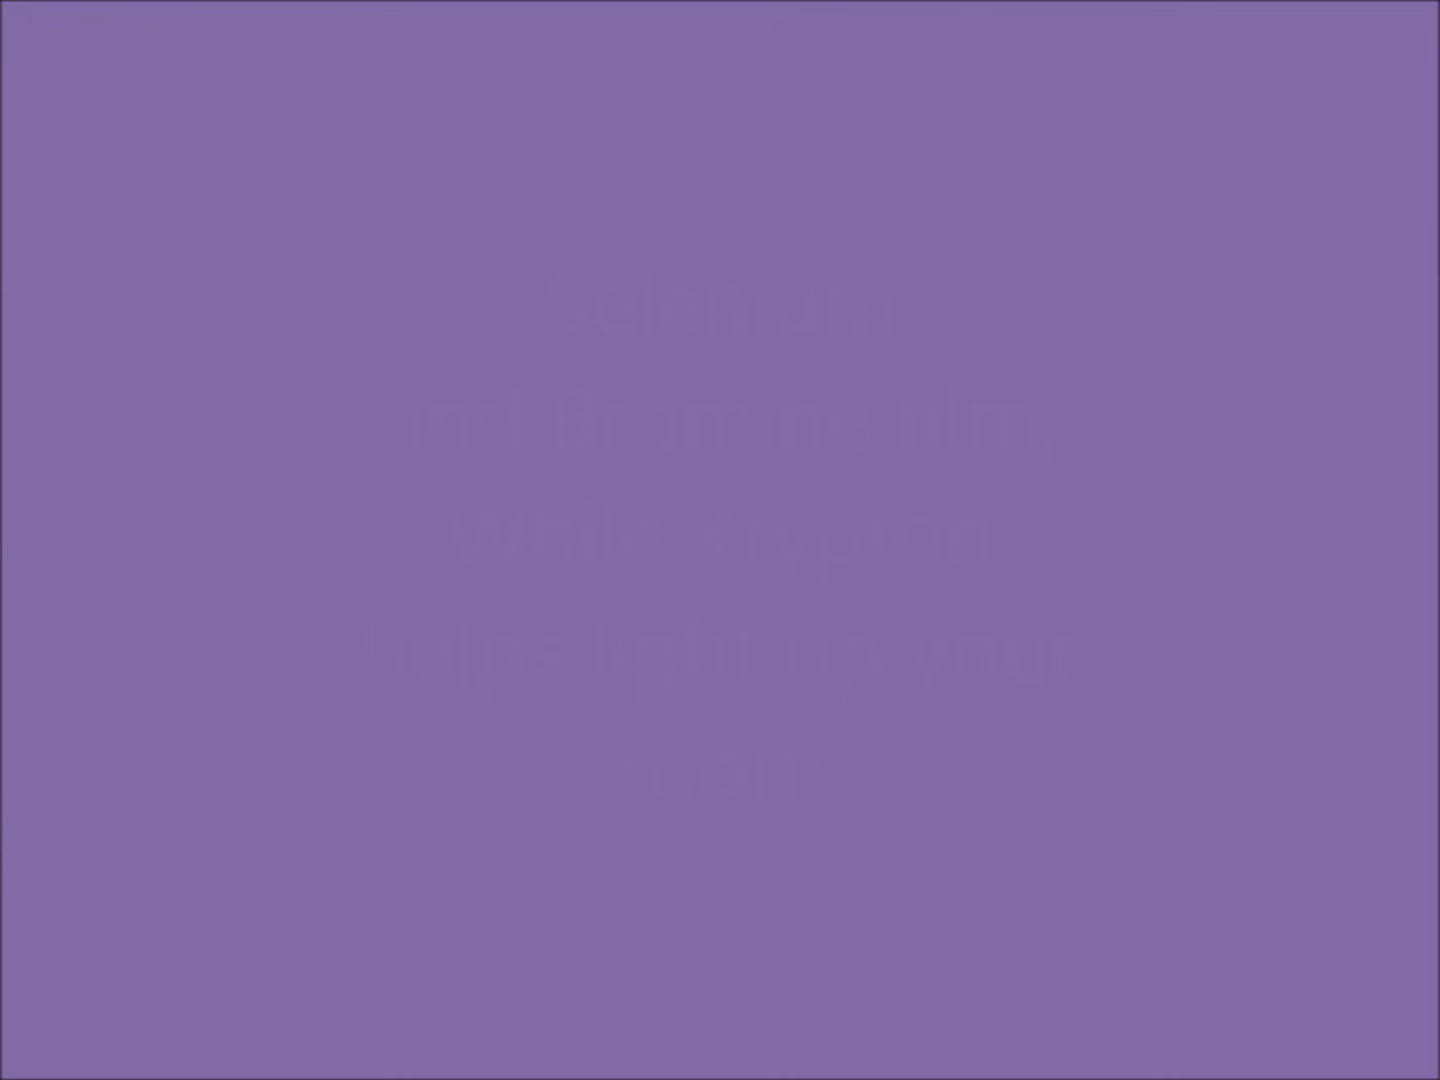 Selenium
and Bromine film,
While Krypton
helps light up your
room